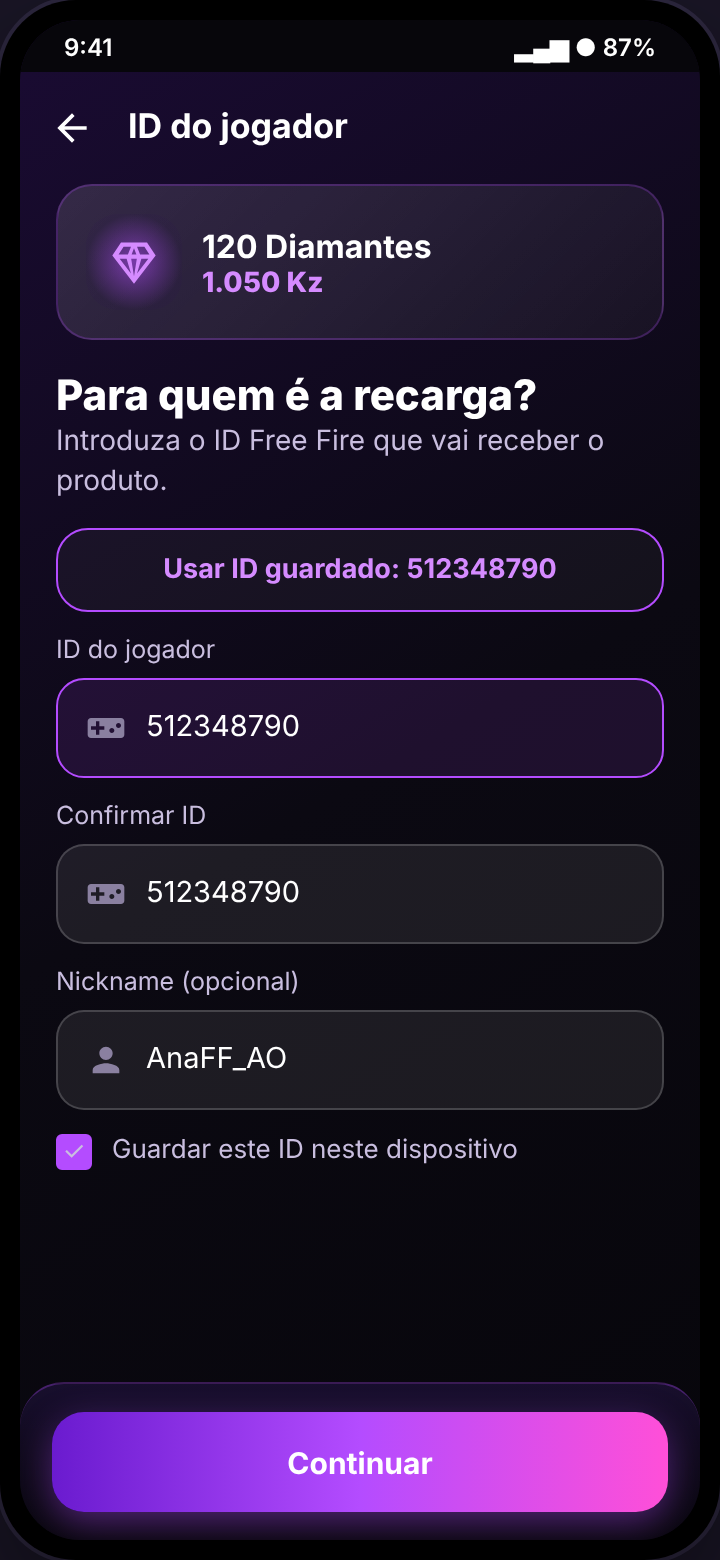 9:41
87%
ID do jogador
120 Diamantes
1.050 Kz
Para quem é a recarga?
Introduza o ID Free Fire que vai receber o
produto.
Usar ID guardado: 512348790
ID do jogador
512348790
Confirmar ID
512348790
Nickname (opcional)
AnaFF_AO
Guardar este ID neste dispositivo
Continuar